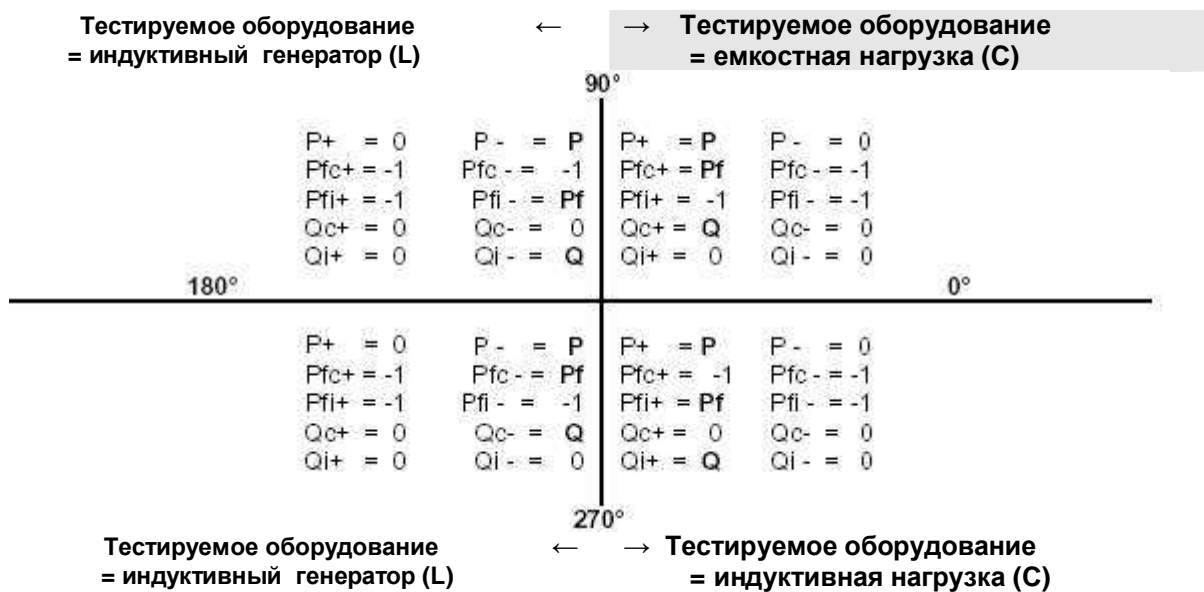 Тестируемое оборудование ← → Тестируемое оборудование
= индуктивный генератор (L) = емкостная нагрузка (C)
90°
P+ = 0 P - = P P+ = P P - = 0
Pfc+ = -1 Pfc - = -1 Pfc+ = Pf Pfc - = -1
Pfi+ = -1 Pfi - = Pf Pfi+ = -1 Pfi - = -1
Qc+ = 0 Qc- = 0 Qc+ = Q Qc- = 0
Qi+ = 0 Qi - = Q Qi+ = 0 Qi - = 0
180° 0°
P+ = 0 P - = P P+ = P P - = 0
Pfc+ = -1 Pfc - = Pf Pfc+ = -1 Pfc - = -1
Pfi+ = -1 Pfi - = -1 Pfi+ = Pf Pfi - = -1
Qc+ = 0 Qc- = Q Qc+ = 0 Qc- = 0
Qi+ = 0 Qi - = 0 Qi+ = Q Qi - = 0
270°
Тестируемое оборудование ← → Тестируемое оборудование
= индуктивный генератор (L) = индуктивная нагрузка (C)